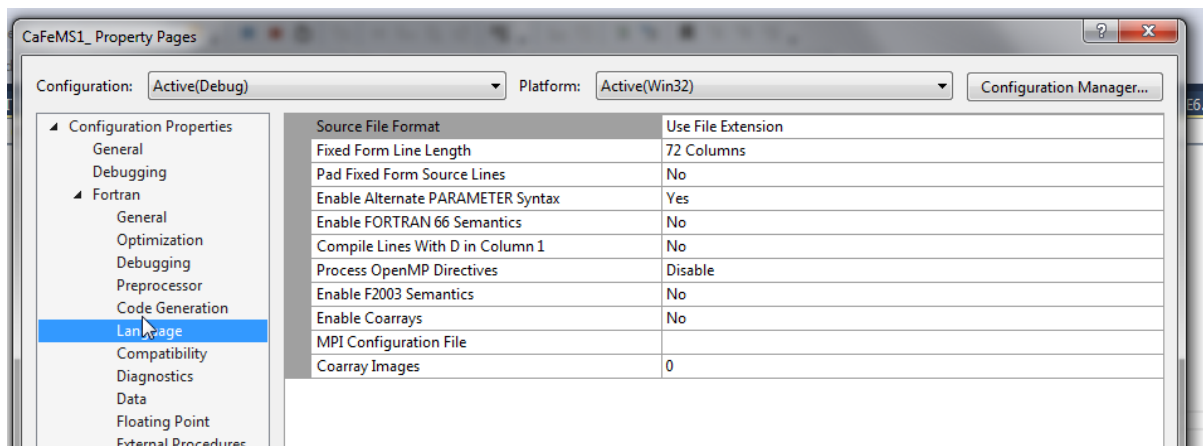 CaFeMS1_ Property Pages
Configuration: Active(Debug) Platform: Active(Win32) Configuration Manager...
Configuration Properties
General
Debugging
Fortran
General
Optimization
Debugging
Preprocessor
Code Generation
Language
Compatibility
Diagnostics
Data
Floating Point
External Procedures
Source File Format Use File Extension
Fixed Form Line Length 72 Columns
Pad Fixed Form Source Lines No
Enable Alternate PARAMETER Syntax Yes
Enable FORTRAN 66 Semantics No
Compile Lines With D in Column 1 No
Process OpenMP Directives Disable
Enable F2003 Semantics No
Enable Coarrays No
MPI Configuration File
Coarray Images 0